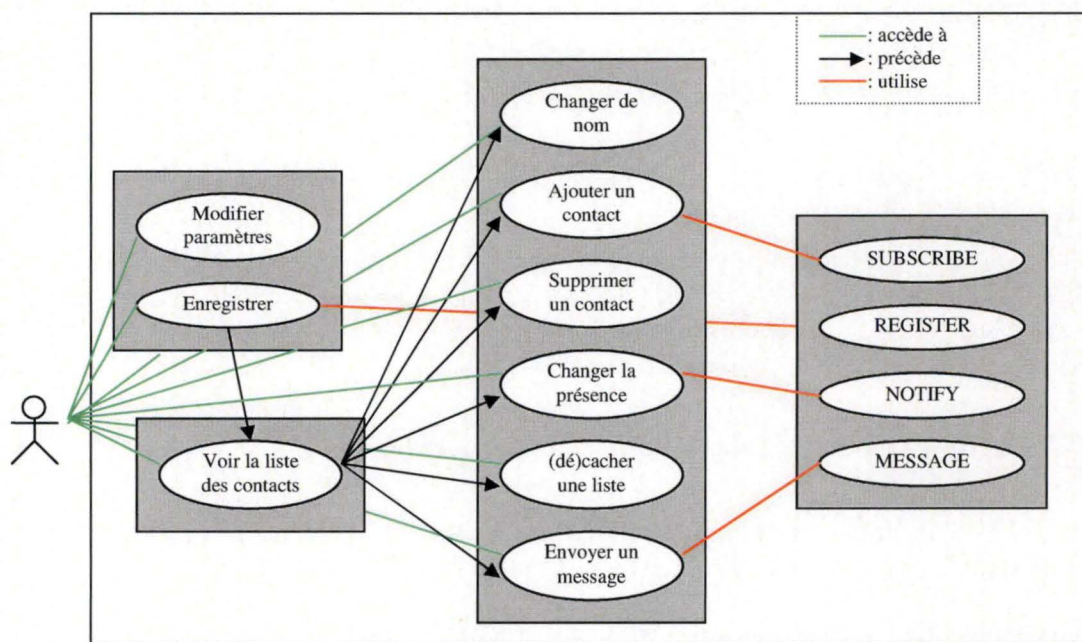 : accède à
: précède
: utilise
Changer de
nom
Modifier
paramètres
Ajouter un
contact
Enregistrer
Supprimer
un contact
SUBSCRIBE
REGISTER
Changer la
présence
NOTIFY
Voir la liste
des contacts
(dé)cacher
une liste
MESSAGE
Envoyer un
message